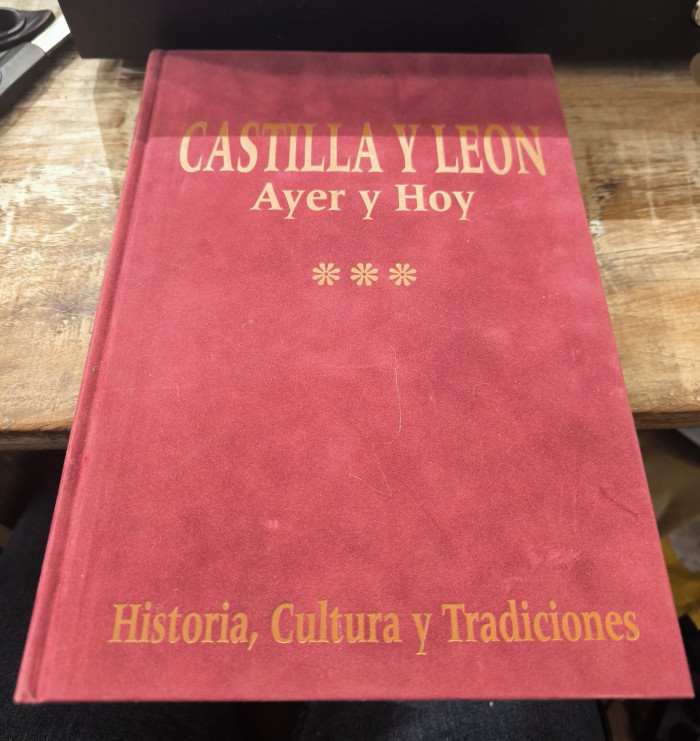 CASTILLA Y LEON
Ayer y Hoy
Historia, Cultura y Tradiciones